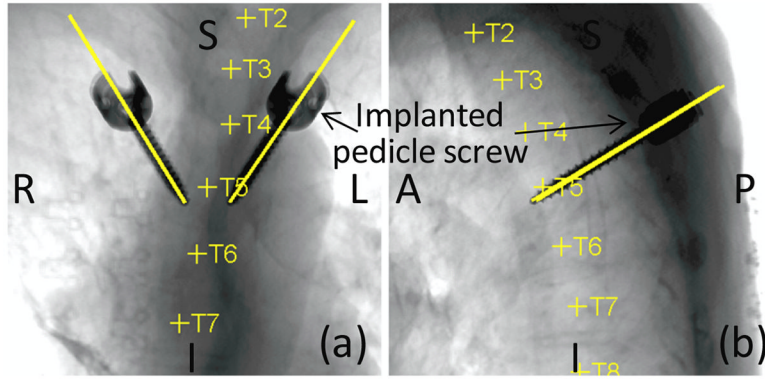 S
+T2
+T3
+T4
+T5
+T6
+T7
R
L
I
(a)
Implanted
pedicle screw
S
+T2
+T3
+T4
+T5
+T6
+T7
+T8
A
P
I
(b)